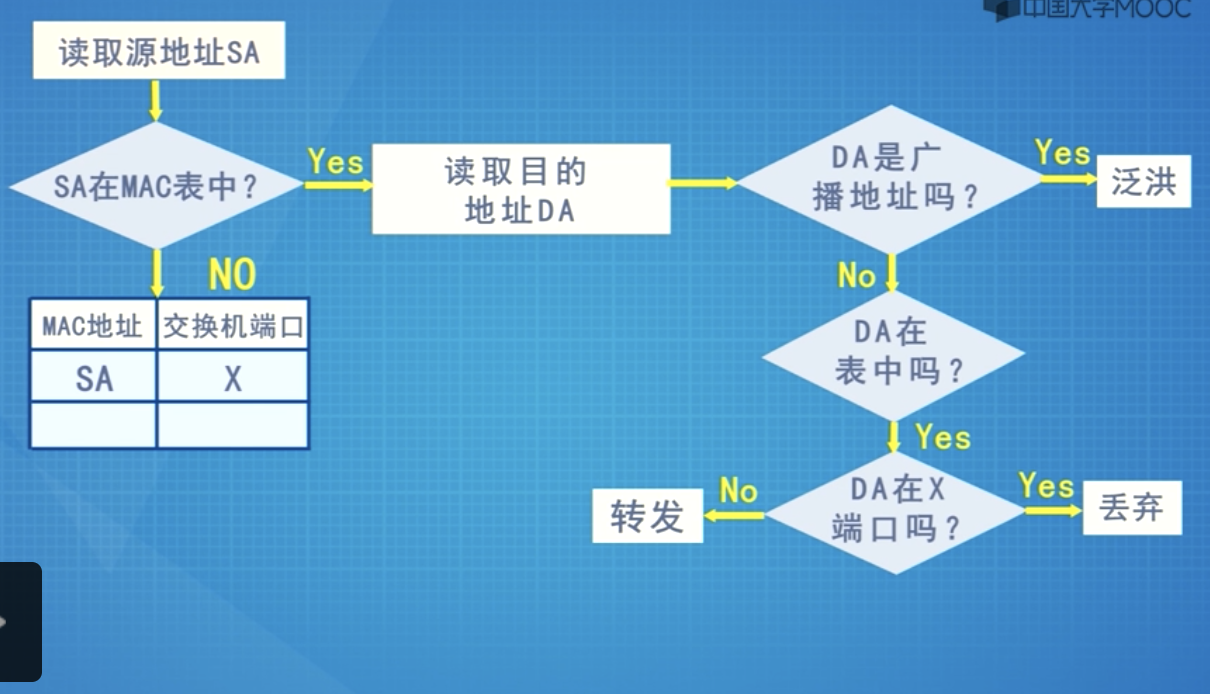 中国大学MOOC
读取源地址SA
SA在MAC表中?
Yes
读取目的
地址DA
DA是广
播地址吗?
Yes
泛洪
NO
No
MAC地址 交换机端口
SA X
DA在
表中吗?
Yes
DA在X
端口吗?
No
转发
Yes
丢弃